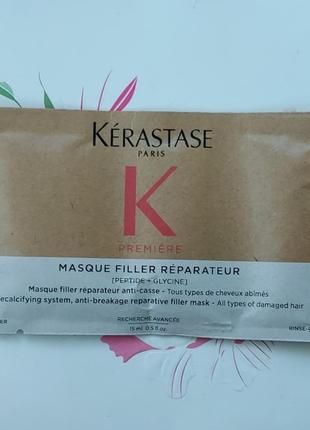 KÉRASTASE
PARIS
K
PREMIÈRE
MASQUE FILLER RÉPARATEUR
[PEPTIDE + GLYCINE]
Masque filler réparateur anti-casse - Tous types de cheveux abîmés
ecalcifying system, anti-breakage reparative filler mask - All types of damaged hair
RECHERCHE AVANCÉE
15 ml. 0.5 fl.oz.
ER
RINSE-